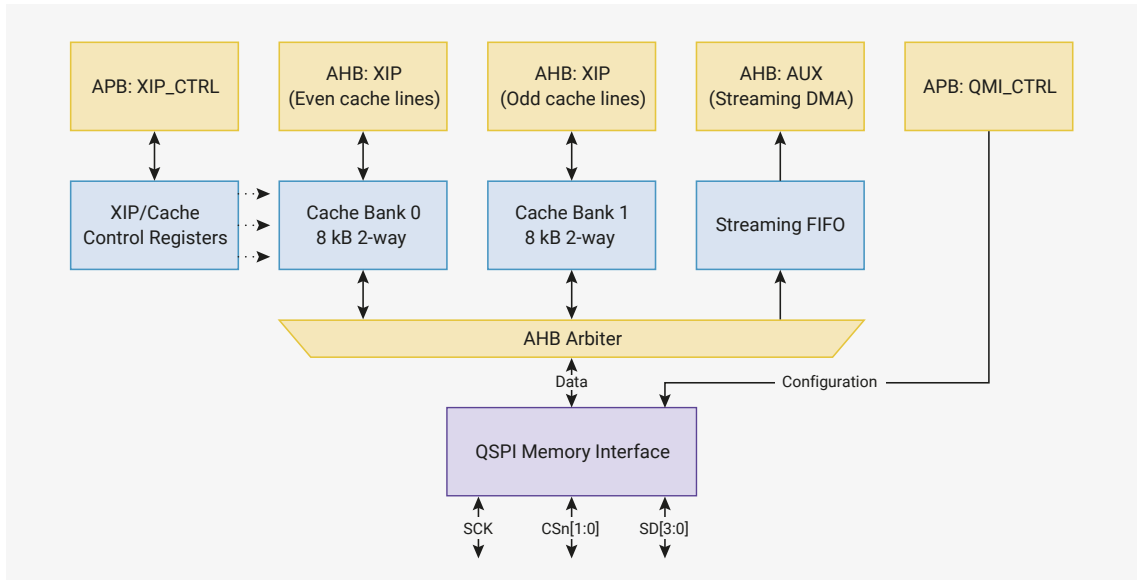 APB: XIP_CTRL
AHB: XIP
(Even cache lines)
AHB: XIP
(Odd cache lines)
AHB: AUX
(Streaming DMA)
APB: QMI_CTRL
XIP/Cache
Control Registers
Cache Bank 0
8 kB 2-way
Cache Bank 1
8 kB 2-way
Streaming FIFO
AHB Arbiter
Data
Configuration
QSPI Memory Interface
SCK
CSn[1:0]
SD[3:0]